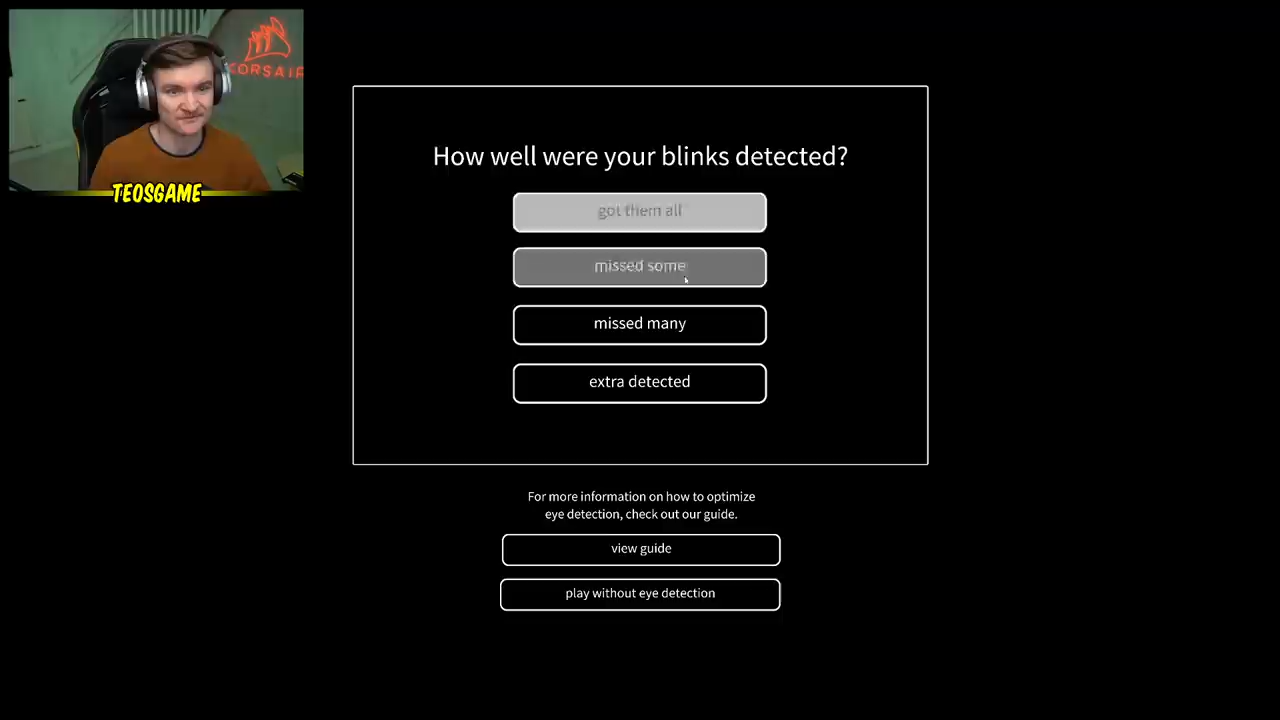 CORSAIR
TEOSGAME
How well were your blinks detected?
got them all
missed some
missed many
extra detected
For more information on how to optimize
eye detection, check out our guide.
view guide
play without eye detection